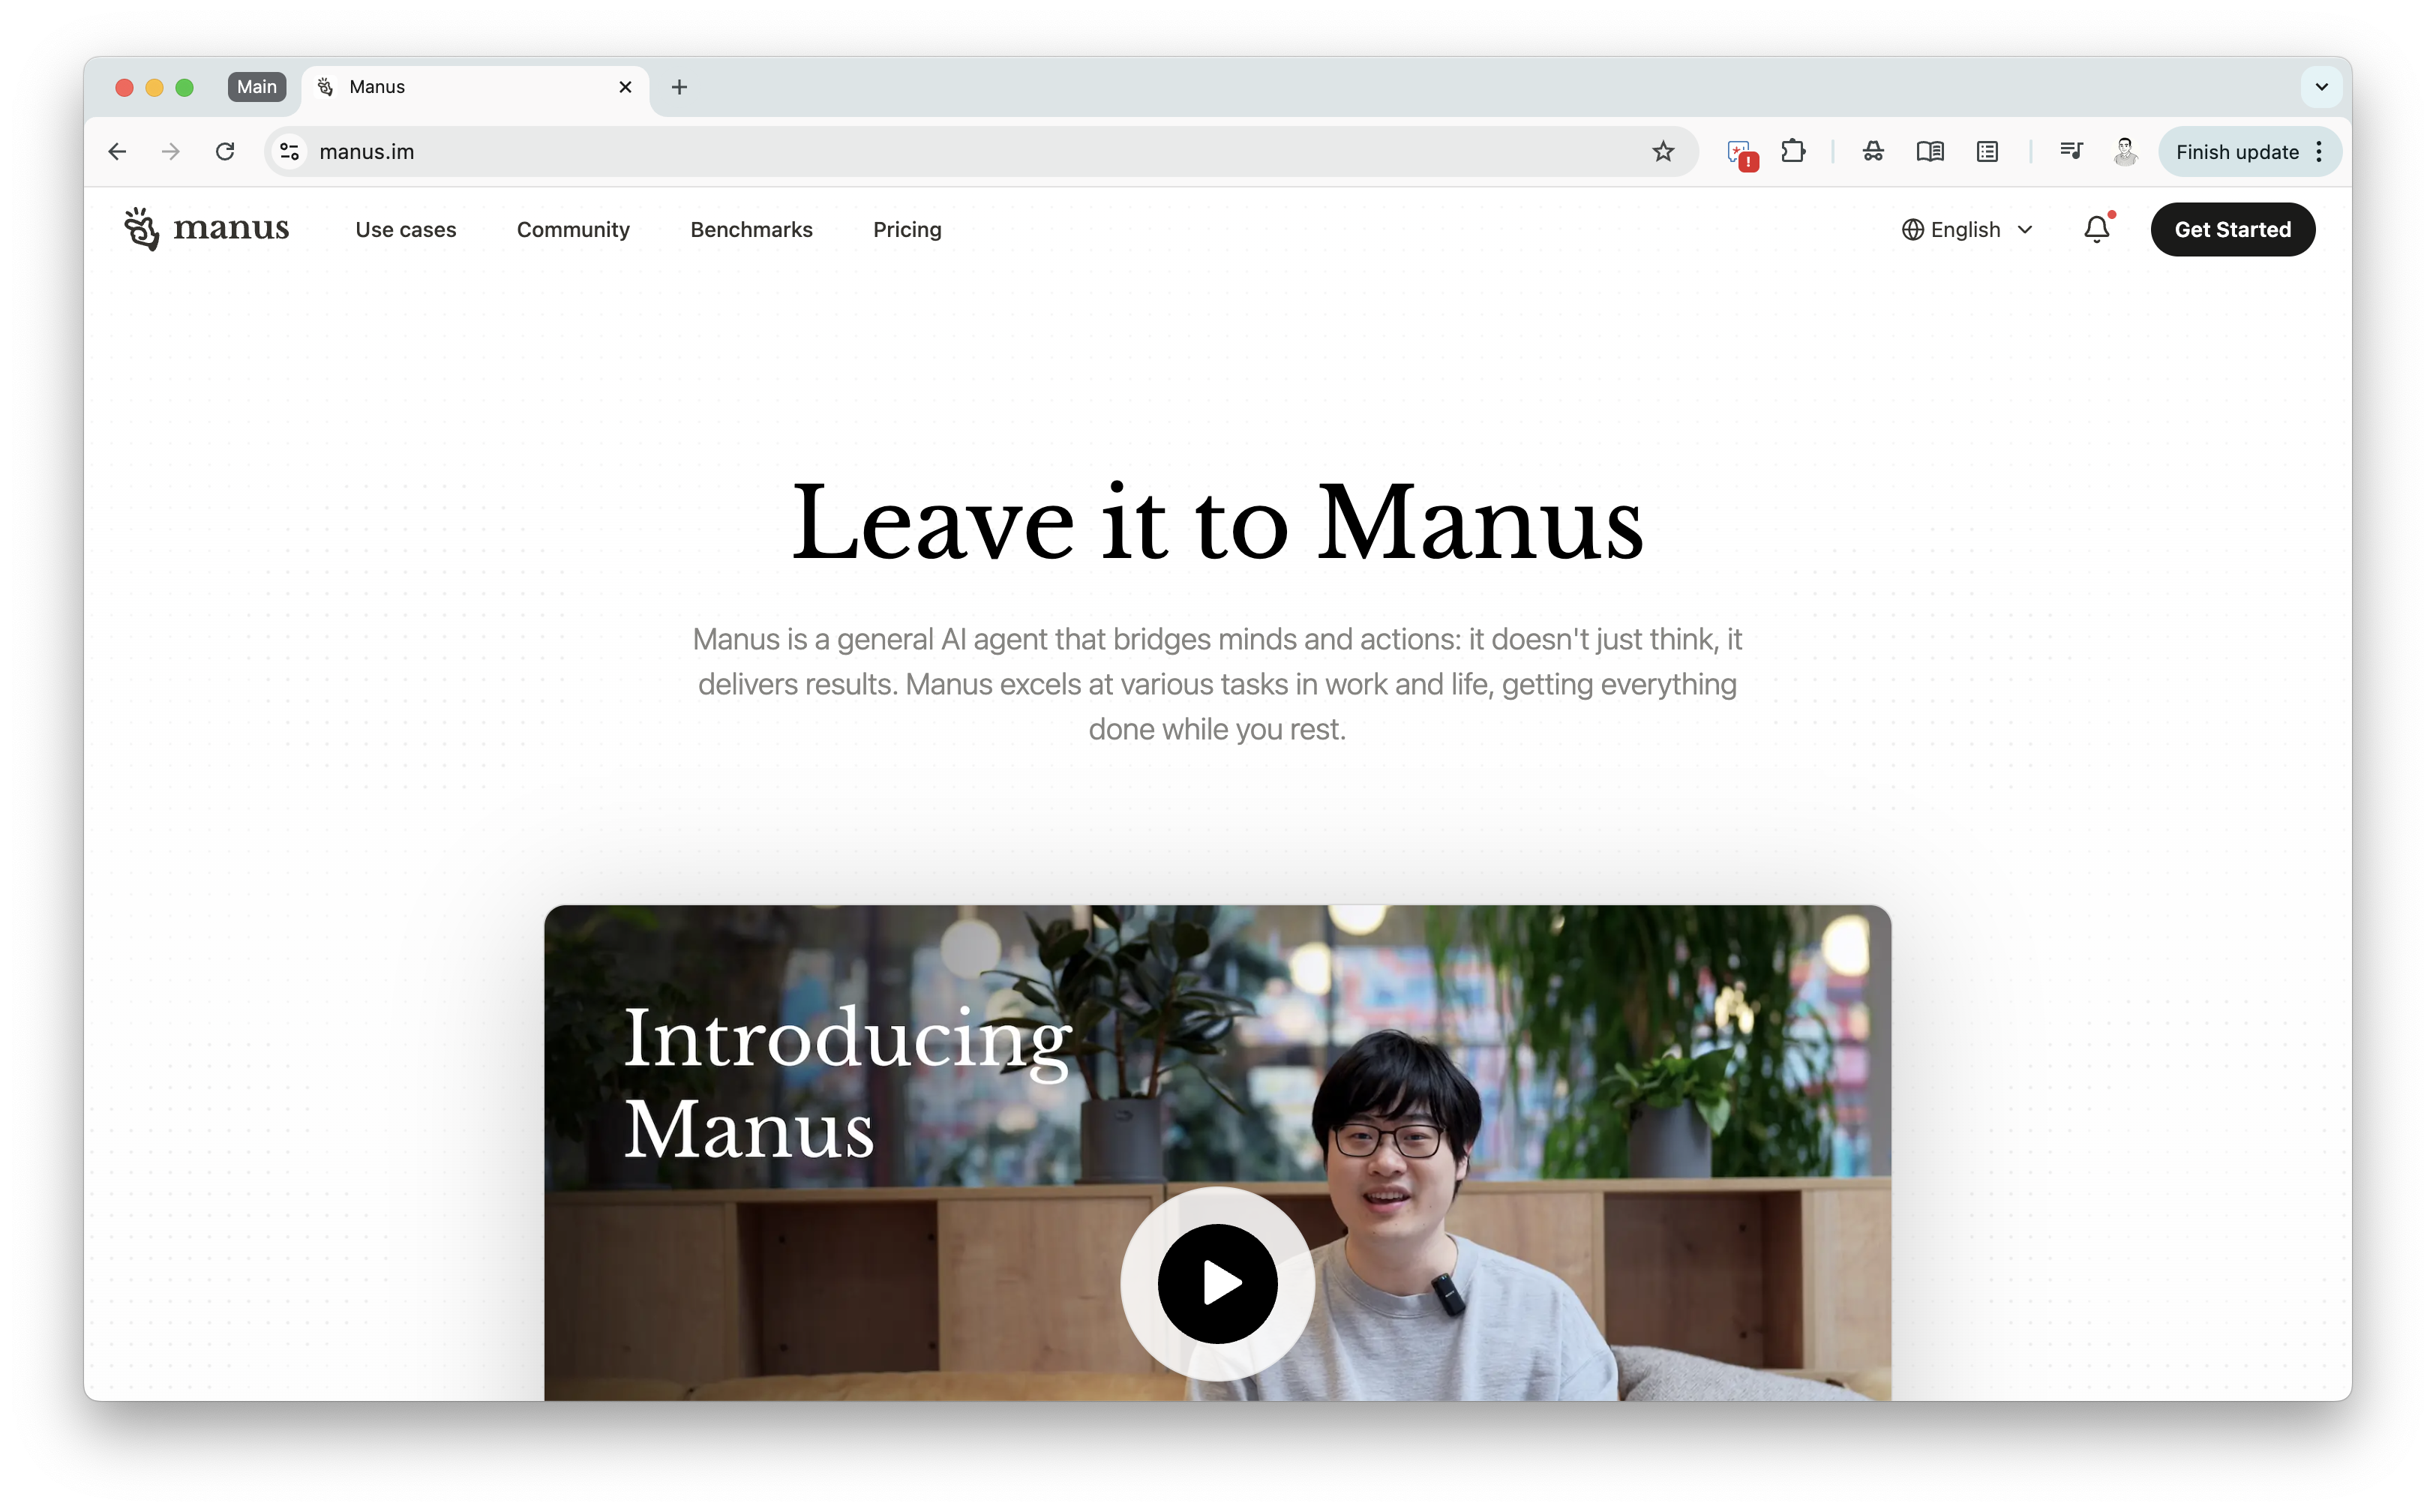 Main
Manus
manus.im
Finish update
manus
Use cases
Community
Benchmarks
Pricing
English
Get Started
Leave it to Manus
Manus is a general AI agent that bridges minds and actions: it doesn't just think, it
delivers results. Manus excels at various tasks in work and life, getting everything
done while you rest.
Introducing
Manus